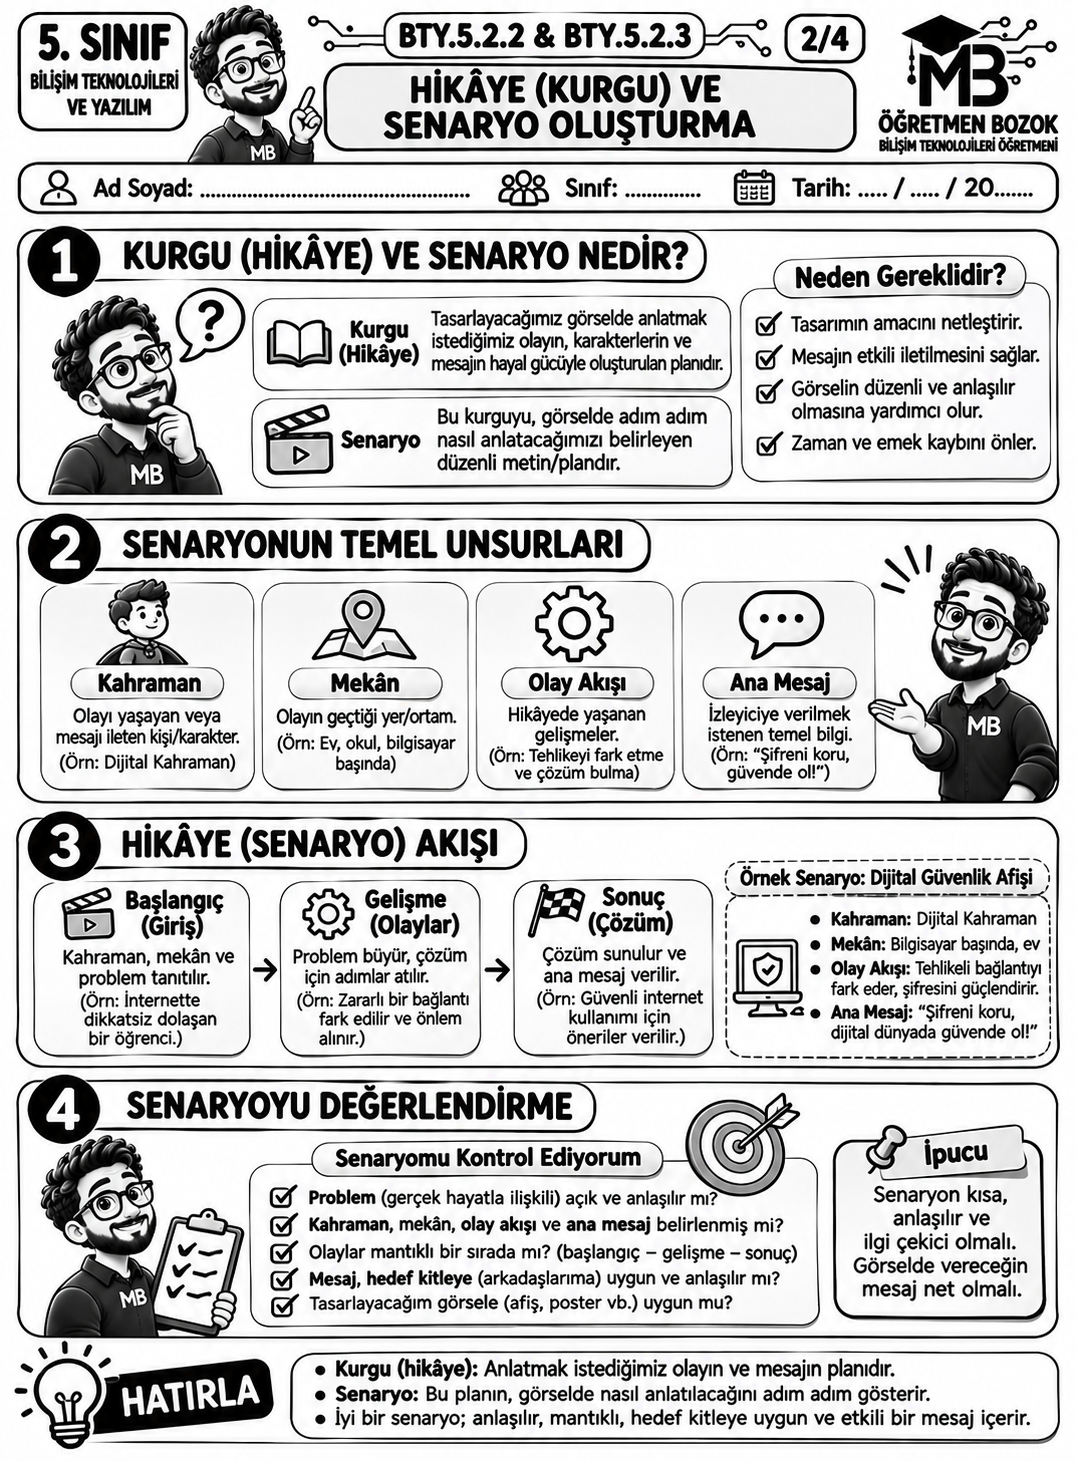 5. SINIF
BİLİŞİM TEKNOLOJİLERİ
VE YAZILIM
MB
BTY.5.2.2 & BTY.5.2.3
2/4
HİKÂYE (KURGU) VE
SENARYO OLUŞTURMA
MB
ÖĞRETMEN BOZOK
BİLİŞİM TEKNOLOJİLERİ ÖĞRETMENİ
Ad Soyad: ..............................................
Sınıf: .............
Tarih: ..... / ..... / 20.......
1 KURGU (HİKÂYE) VE SENARYO NEDİR?
?
MB
Kurgu
(Hikâye)
Tasarlayacağımız görselde anlatmak
istediğimiz olayın, karakterlerin ve
mesajın hayal gücüyle oluşturulan planıdır.
Senaryo
Bu kurguyu, görselde adım adım
nasıl anlatacağımızı belirleyen
düzenli metin/plandır.
Neden Gereklidir?
Tasarımın amacını netleştirir.
Mesajın etkili iletilmesini sağlar.
Görselin düzenli ve anlaşılır
olmasına yardımcı olur.
Zaman ve emek kaybını önler.
2 SENARYONUN TEMEL UNSURLARI
Kahraman
Olayı yaşayan veya
mesajı ileten kişi/karakter.
(Örn: Dijital Kahraman)
Mekân
Olayın geçtiği yer/ortam.
(Örn: Ev, okul, bilgisayar
başında)
Olay Akışı
Hikâyede yaşanan
gelişmeler.
(Örn: Tehlikeyi fark etme
ve çözüm bulma)
Ana Mesaj
İzleyiciye verilmek
istenen temel bilgi.
(Örn: “Şifreni koru,
güvende ol!”)
MB
3 HİKÂYE (SENARYO) AKIŞI
Başlangıç
(Giriş)
Kahraman, mekân ve
problem tanıtılır.
(Örn: İnternette
dikkatsiz dolaşan
bir öğrenci.)
Gelişme
(Olaylar)
Problem büyür, çözüm
için adımlar atılır.
(Örn: Zararlı bir bağlantı
fark edilir ve önlem
alınır.)
Sonuç
(Çözüm)
Çözüm sunulur ve
ana mesaj verilir.
(Örn: Güvenli internet
kullanımı için
öneriler verilir.)
Örnek Senaryo: Dijital Güvenlik Afişi
• Kahraman: Dijital Kahraman
• Mekân: Bilgisayar başında, ev
• Olay Akışı: Tehlikeli bağlantıyı
fark eder, şifresini güçlendirir.
• Ana Mesaj: “Şifreni koru,
dijital dünyada güvende ol!”
4 SENARYOYU DEĞERLENDİRME
MB
Senaryomu Kontrol Ediyorum
Problem (gerçek hayatla ilişkili) açık ve anlaşılır mı?
Kahraman, mekân, olay akışı ve ana mesaj belirlenmiş mi?
Olaylar mantıklı bir sırada mı? (başlangıç – gelişme – sonuç)
Mesaj, hedef kitleye (arkadaşlarıma) uygun ve anlaşılır mı?
Tasarlayacağım görsele (afiş, poster vb.) uygun mu?
İpucu
Senaryon kısa,
anlaşılır ve
ilgi çekici olmalı.
Görselde vereceğin
mesaj net olmalı.
HATIRLA
• Kurgu (hikâye): Anlatmak istediğimiz olayın ve mesajın planıdır.
• Senaryo: Bu planın, görselde nasıl anlatılacağını adım adım gösterir.
• İyi bir senaryo; anlaşılır, mantıklı, hedef kitleye uygun ve etkili bir mesaj içerir.